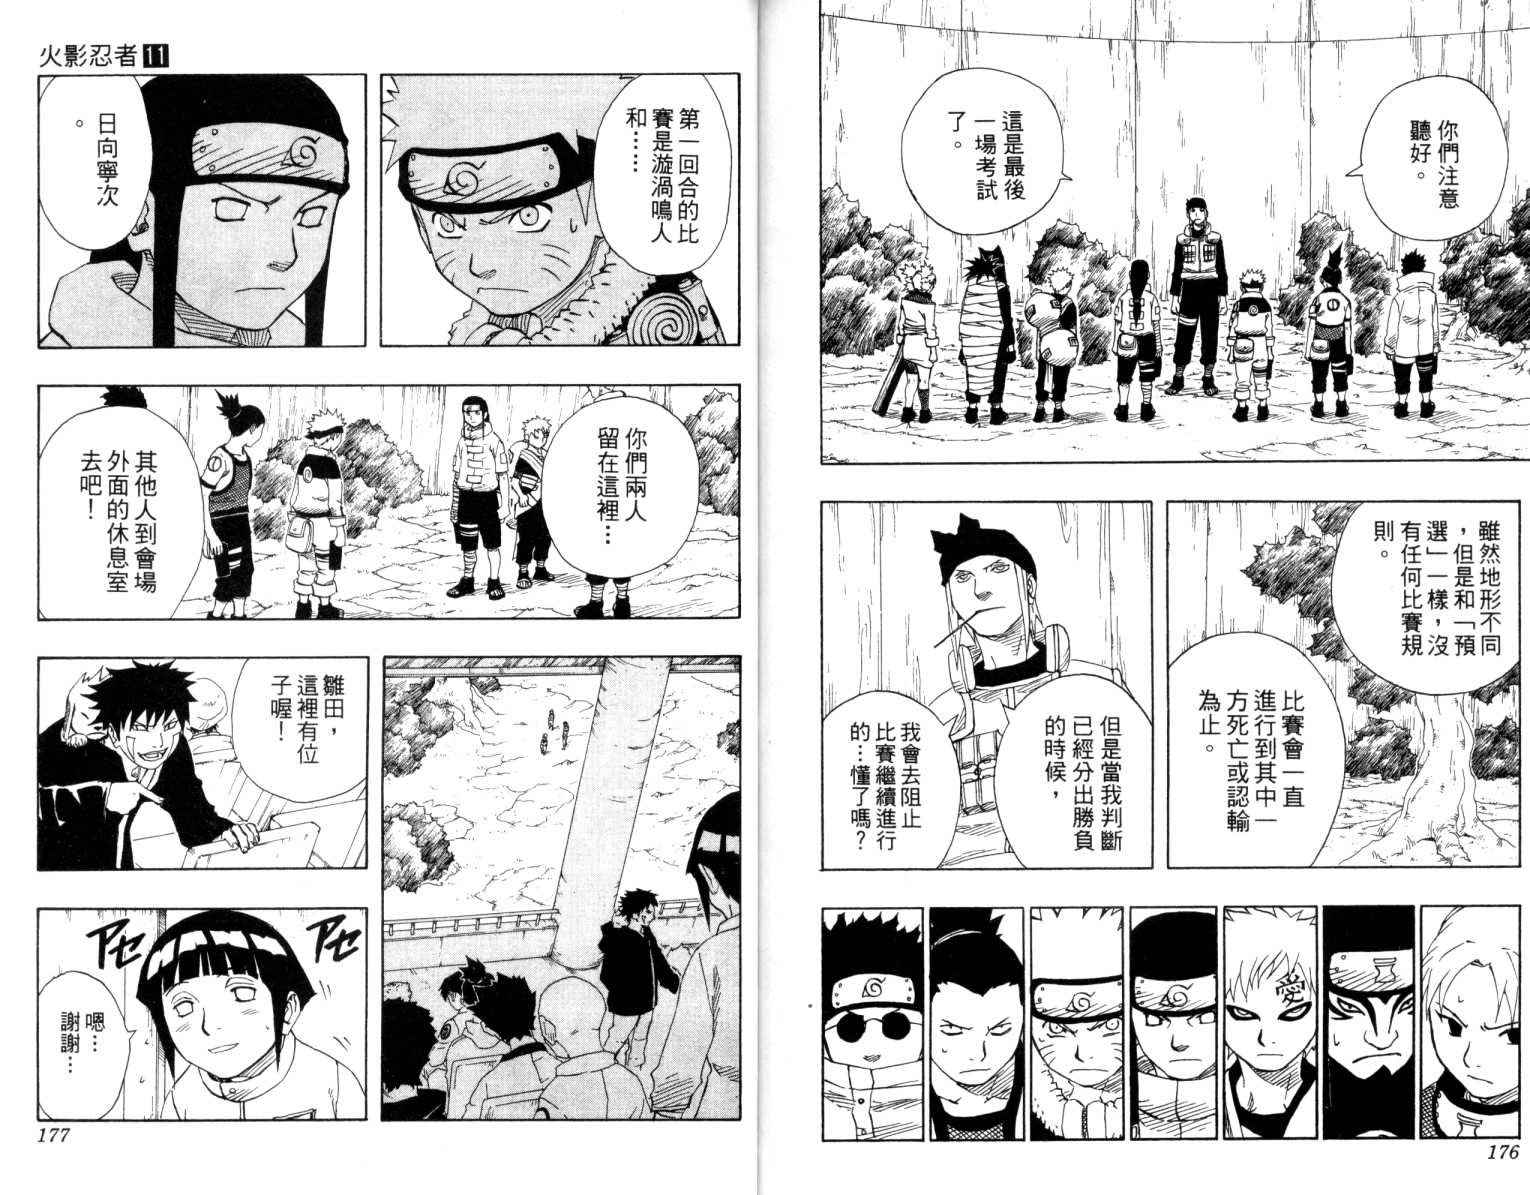 你們注意
聽好。
這是最後
一場考試
了。
雖然地形不同
，但是和「預
選」一樣，沒
有任何比賽規
則。
比賽會一直
進行到其中一
方死亡或認輸
為止。
但是當我判斷
已經分出勝負
的時候，
我會去阻止
比賽繼續進行
的…懂了嗎？
愛
176
火影忍者11
第一回合的比
賽是漩渦鳴人
和……
日向寧次
。
你們兩人
留在這裡…
其他人到會場
外面的休息室
去吧！
雛田，
這裡有位
子喔！
アセ
アセ
嗯…
謝謝…
177